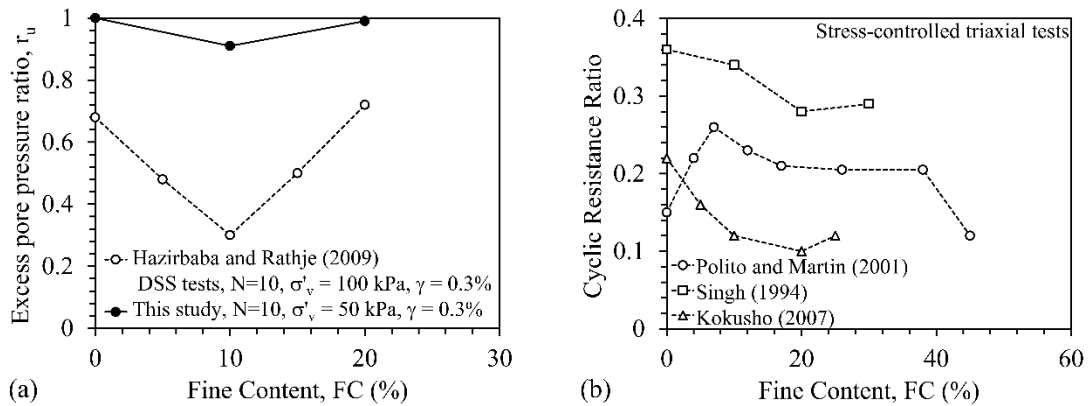 Excess pore pressure ratio, r_u
1
0.8
0.6
0.4
0.2
0
Hazirbaba and Rathje (2009)
DSS tests, N=10, σ'_v = 100 kPa, γ = 0.3%
This study, N=10, σ'_v = 50 kPa, γ = 0.3%
0 10 20 30
(a) Fine Content, FC (%)
Cyclic Resistance Ratio
0.4
0.3
0.2
0.1
0
Stress-controlled triaxial tests
Polito and Martin (2001)
Singh (1994)
Kokusho (2007)
0 20 40 60
(b) Fine Content, FC (%)